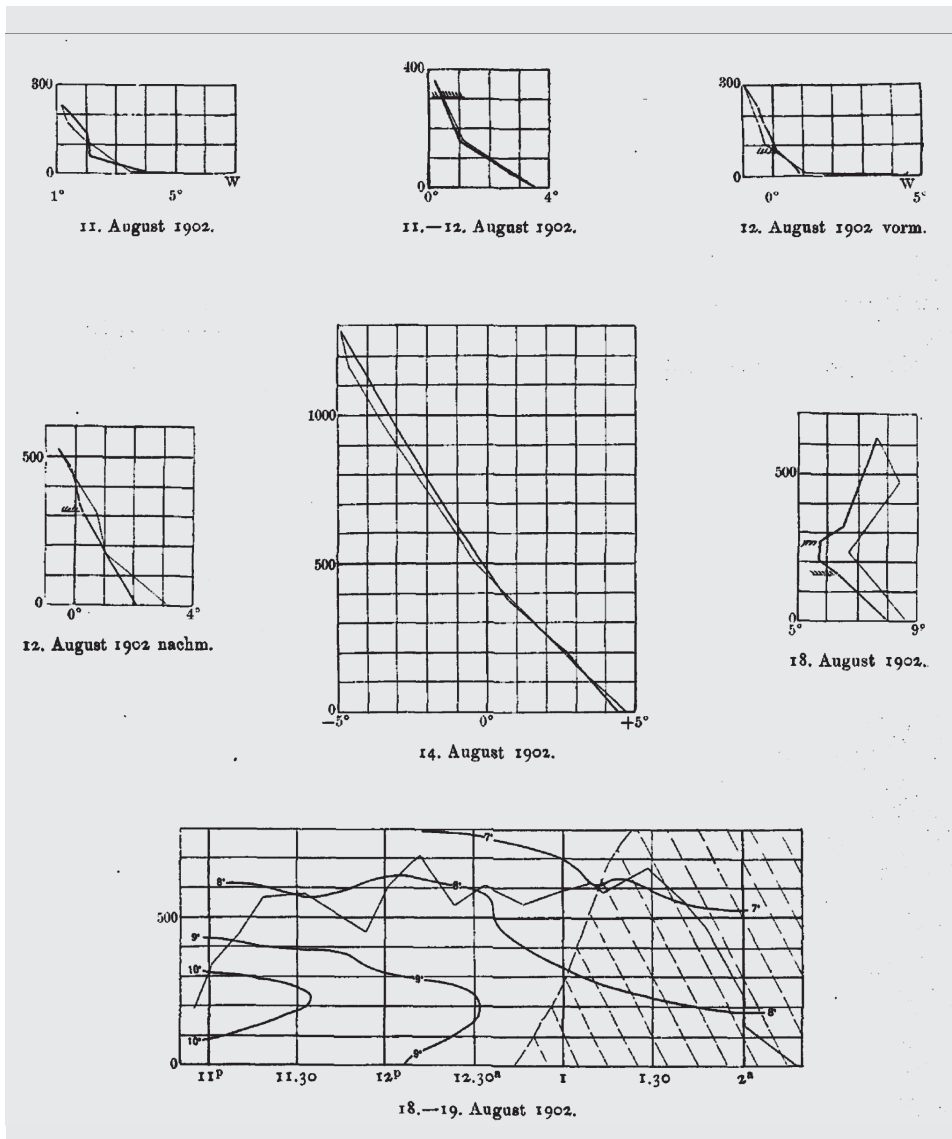 300
0
1° 5° W
11. August 1902.
400
0
0° 4°
11.—12. August 1902.
300
0
0° W 5°
12. August 1902 vorm.
500
0
0° 4°
12. August 1902 nachm.
1000
500
0
—5° 0° +5°
14. August 1902.
500
0
5° 9°
18. August 1902.
7°
8° 8°
7°
500
9°
10° 9°
8°
10°
9°
0
11ᵖ 11.30 12ᵖ 12.30ᵃ 1 1.30 2ᵃ
18.—19. August 1902.